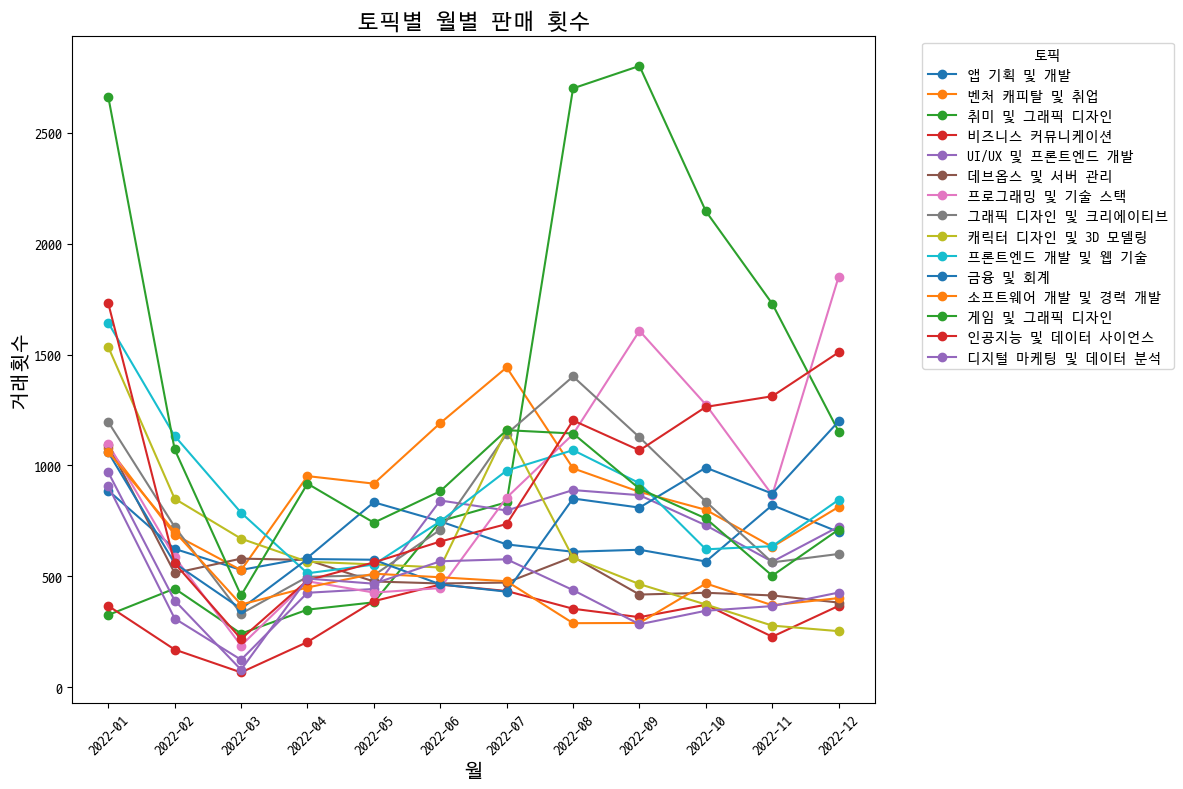 토픽별 월별 판매 횟수
거래횟수
2500
2000
1500
1000
500
0
2022-01
2022-02
2022-03
2022-04
2022-05
2022-06
2022-07
2022-08
2022-09
2022-10
2022-11
2022-12
월
토픽
앱 기획 및 개발
벤처 캐피탈 및 취업
취미 및 그래픽 디자인
비즈니스 커뮤니케이션
UI/UX 및 프론트엔드 개발
데브옵스 및 서버 관리
프로그래밍 및 기술 스택
그래픽 디자인 및 크리에이티브
캐릭터 디자인 및 3D 모델링
프론트엔드 개발 및 웹 기술
금융 및 회계
소프트웨어 개발 및 경력 개발
게임 및 그래픽 디자인
인공지능 및 데이터 사이언스
디지털 마케팅 및 데이터 분석